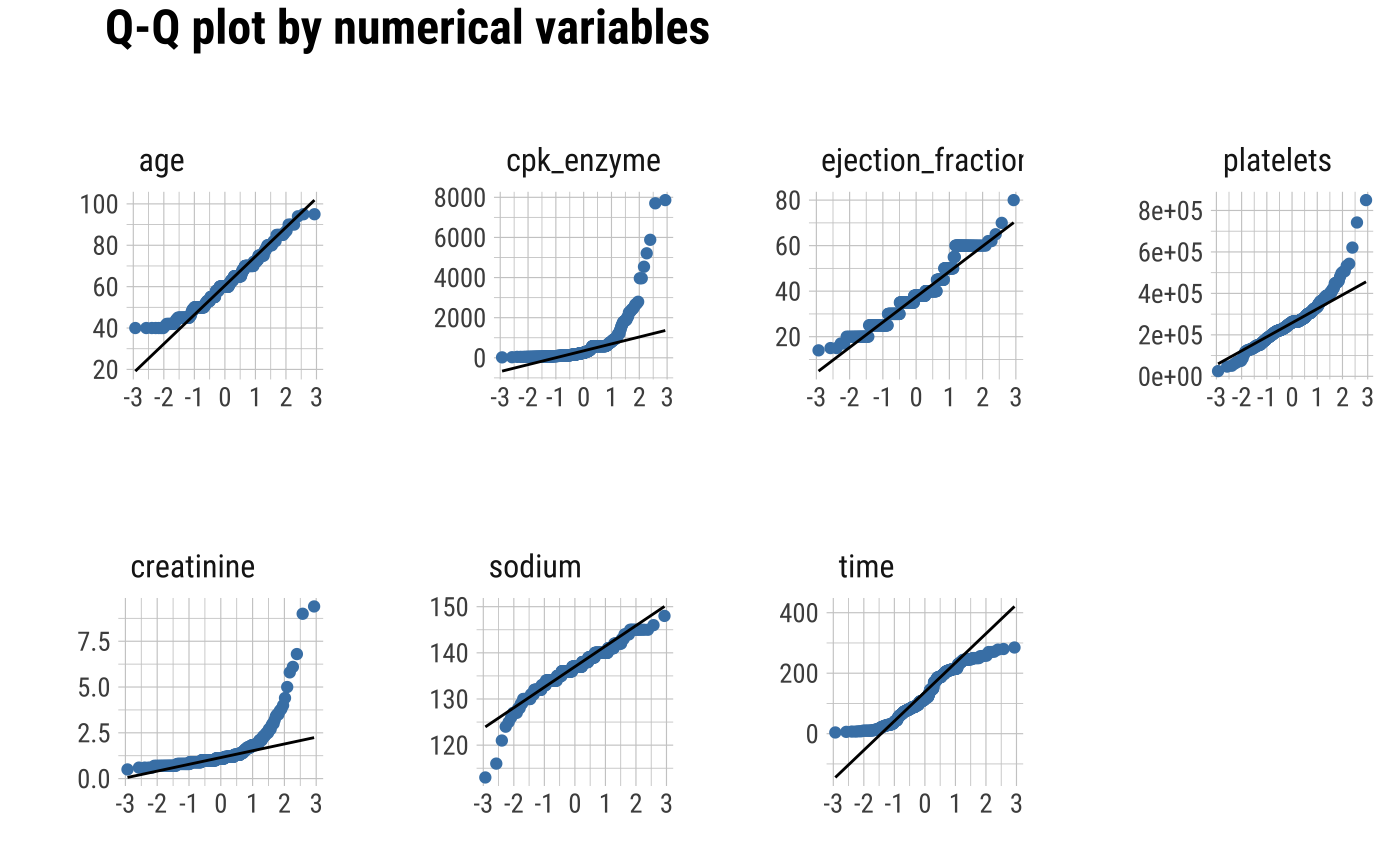 Q-Q plot by numerical variables
age
100
80
60
40
20
-3 -2 -1 0 1 2 3
cpk_enzyme
8000
6000
4000
2000
0
-3 -2 -1 0 1 2 3
ejection_fraction
80
60
40
20
-3 -2 -1 0 1 2 3
platelets
8e+05
6e+05
4e+05
2e+05
0e+00
-3 -2 -1 0 1 2 3
creatinine
7.5
5.0
2.5
0.0
-3 -2 -1 0 1 2 3
sodium
150
140
130
120
-3 -2 -1 0 1 2 3
time
400
200
0
-3 -2 -1 0 1 2 3